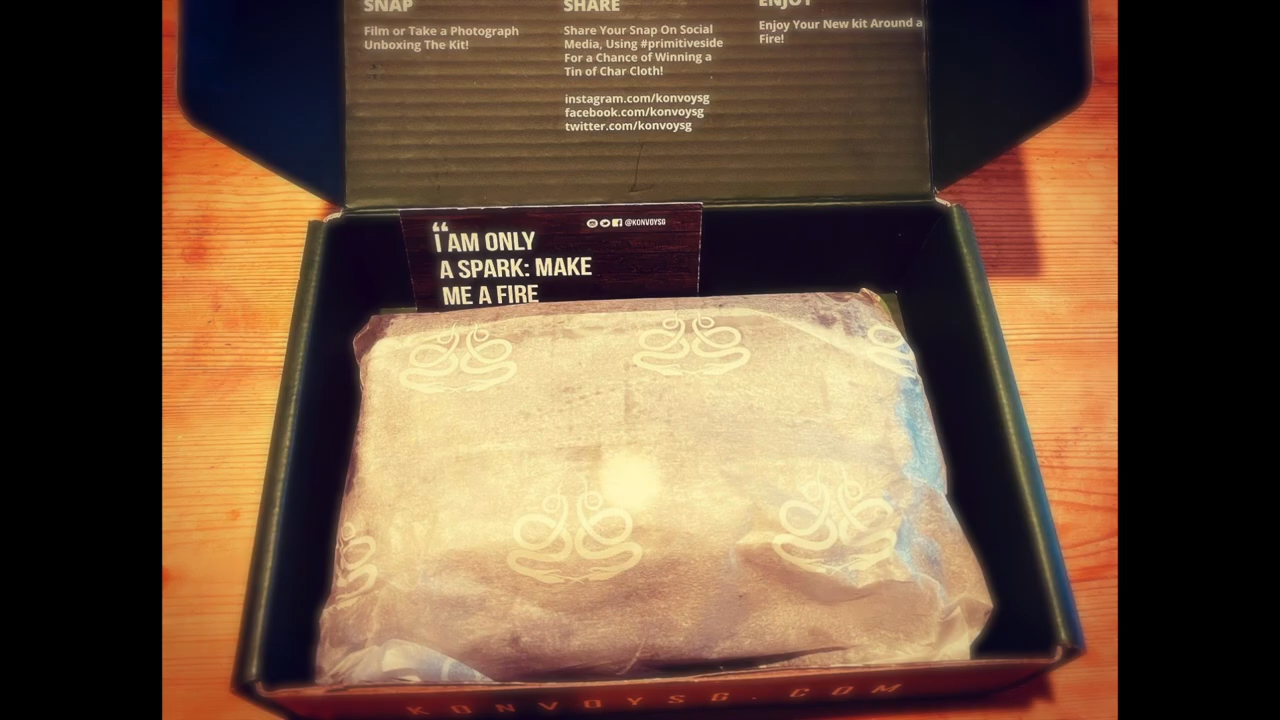 SNAP
Film or Take a Photograph
Unboxing The Kit!
SHARE
Share Your Snap On Social
Media, Using #primitiveside
For a Chance of Winning a
Tin of Char Cloth!
instagram.com/konvoysg
facebook.com/konvoysg
twitter.com/konvoysg
ENJOY
Enjoy Your New kit Around a
Fire!
@KONVOYSG
“I AM ONLY
A SPARK: MAKE
ME A FIRE
KONVOYSG.COM